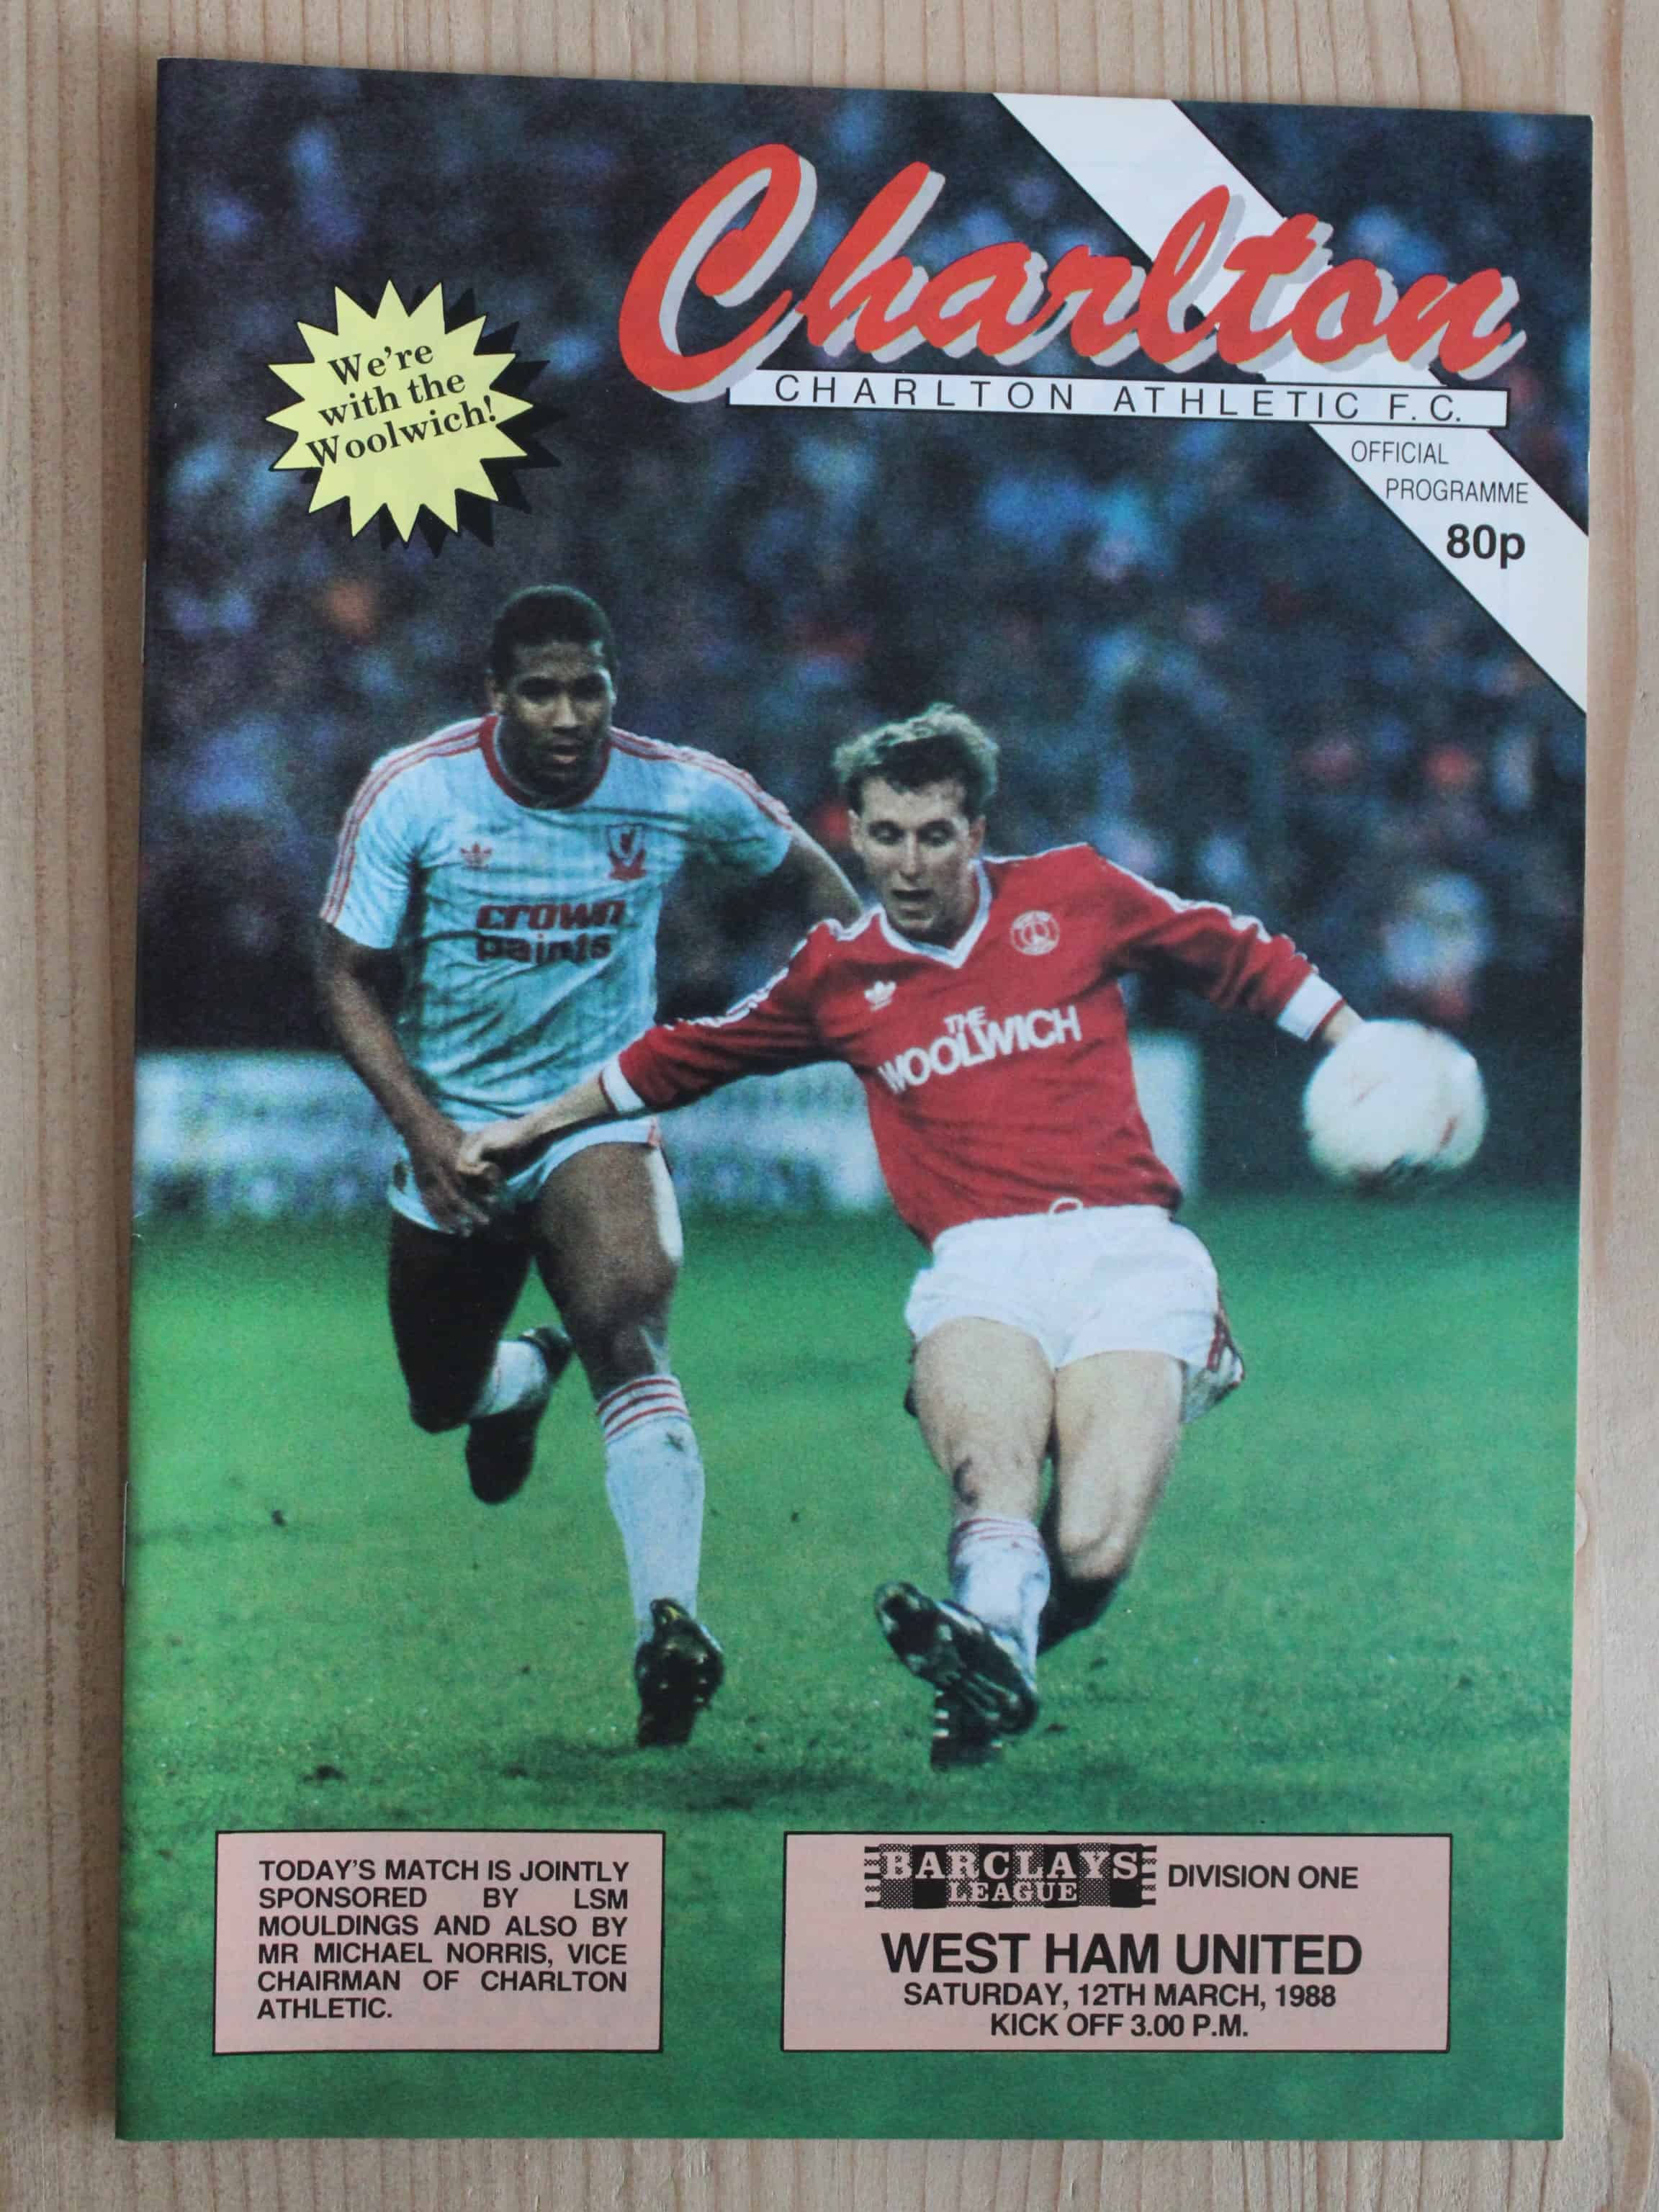 Charlton
CHARLTON ATHLETIC F.C.
OFFICIAL
PROGRAMME
80p
We're
with the
Woolwich!
crown
paints
THE
WOOLWICH
TODAY'S MATCH IS JOINTLY
SPONSORED BY LSM
MOULDINGS AND ALSO BY
MR MICHAEL NORRIS, VICE
CHAIRMAN OF CHARLTON
ATHLETIC.
BARCLAYS
LEAGUE
DIVISION ONE
WEST HAM UNITED
SATURDAY, 12TH MARCH, 1988
KICK OFF 3.00 P.M.